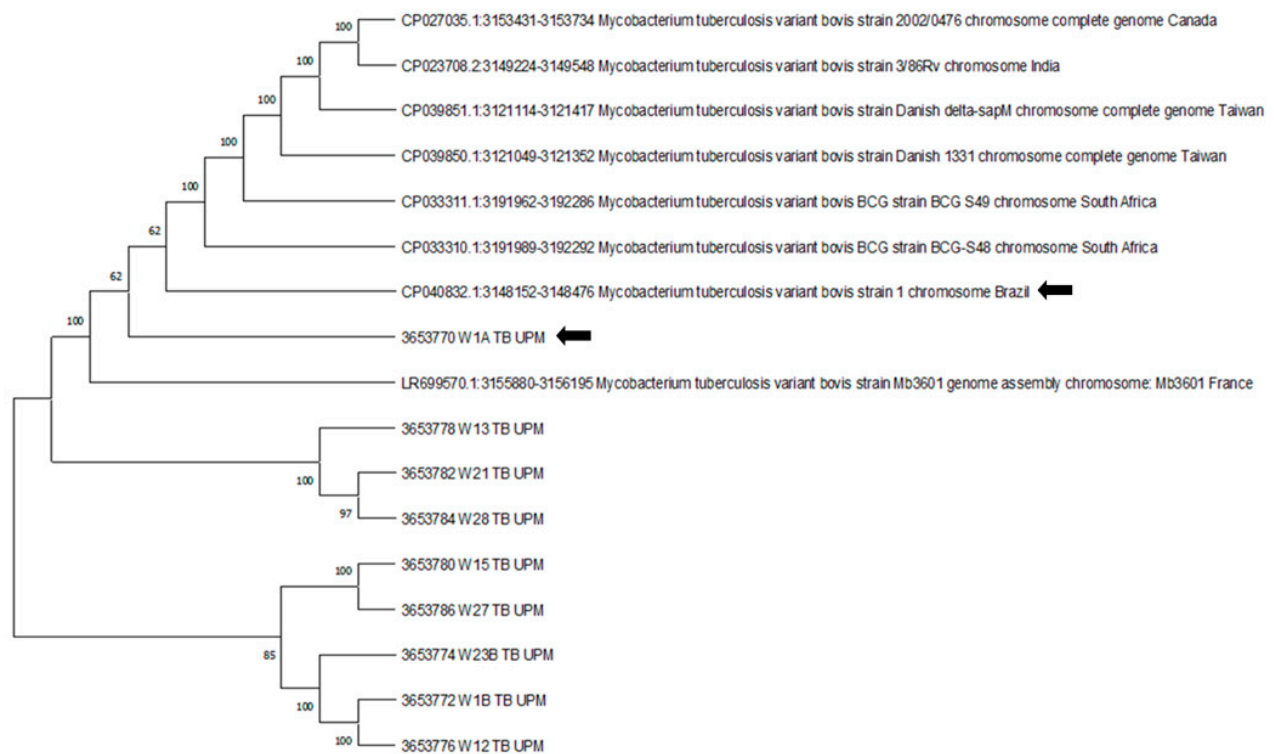 100
CP027035.1:3153431-3153734 Mycobacterium tuberculosis variant bovis strain 2002/0476 chromosome complete genome Canada
100
CP023708.2:3149224-3149548 Mycobacterium tuberculosis variant bovis strain 3/86Rv chromosome India
100
CP039851.1:3121114-3121417 Mycobacterium tuberculosis variant bovis strain Danish delta-sapM chromosome complete genome Taiwan
100
CP039850.1:3121049-3121352 Mycobacterium tuberculosis variant bovis strain Danish 1331 chromosome complete genome Taiwan
100
CP033311.1:3191962-3192286 Mycobacterium tuberculosis variant bovis BCG strain BCG S49 chromosome South Africa
62
CP033310.1:3191989-3192292 Mycobacterium tuberculosis variant bovis BCG strain BCG-S48 chromosome South Africa
62
CP040832.1:3148152-3148476 Mycobacterium tuberculosis variant bovis strain 1 chromosome Brazil
100
3653770 W1A TB UPM
LR699570.1:3155880-3156195 Mycobacterium tuberculosis variant bovis strain Mb3601 genome assembly chromosome: Mb3601 France
3653778 W13 TB UPM
100
3653782 W21 TB UPM
97
3653784 W28 TB UPM
100
3653780 W15 TB UPM
3653786 W27 TB UPM
85
3653774 W23B TB UPM
100
3653772 W1B TB UPM
100
3653776 W12 TB UPM